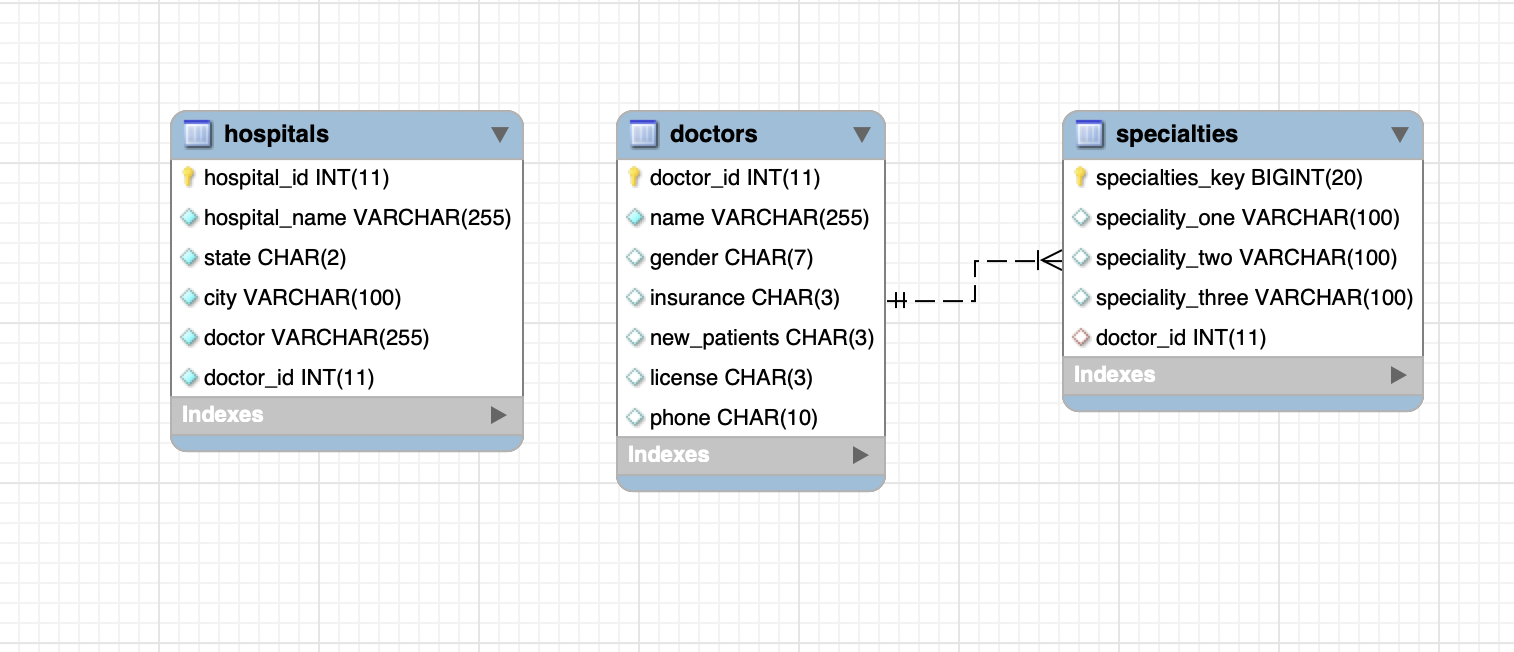 hospitals
hospital_id INT(11)
hospital_name VARCHAR(255)
state CHAR(2)
city VARCHAR(100)
doctor VARCHAR(255)
doctor_id INT(11)
Indexes
doctors
doctor_id INT(11)
name VARCHAR(255)
gender CHAR(7)
insurance CHAR(3)
new_patients CHAR(3)
license CHAR(3)
phone CHAR(10)
Indexes
specialties
specialties_key BIGINT(20)
speciality_one VARCHAR(100)
speciality_two VARCHAR(100)
speciality_three VARCHAR(100)
doctor_id INT(11)
Indexes